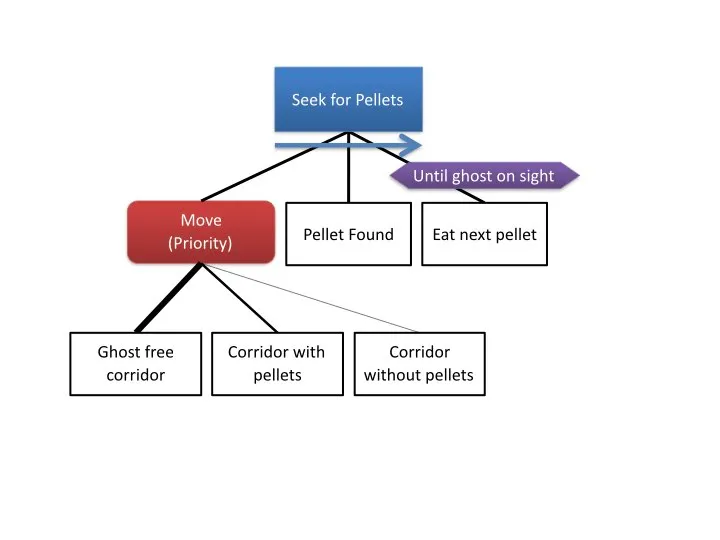 Seek for Pellets
Until ghost on sight
Move
(Priority)
Pellet Found
Eat next pellet
Ghost free
corridor
Corridor with
pellets
Corridor
without pellets